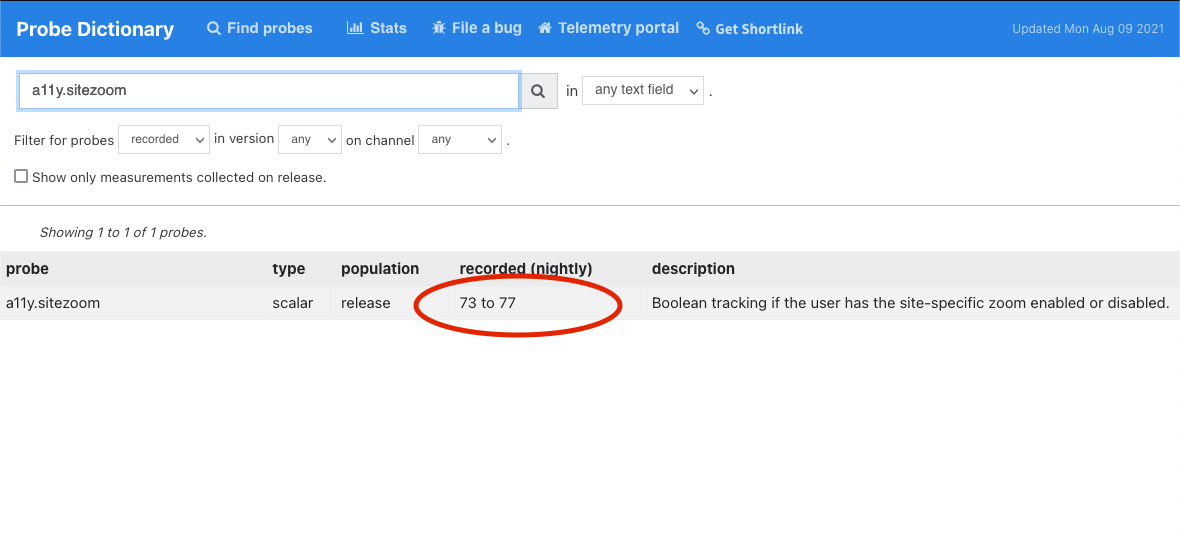 Probe Dictionary Find probes Stats File a bug Telemetry portal Get Shortlink Updated Mon Aug 09 2021
a11y.sitezoom in any text field .
Filter for probes recorded in version any on channel any .
Show only measurements collected on release.
Showing 1 to 1 of 1 probes.
probe type population recorded (nightly) description
a11y.sitezoom scalar release 73 to 77 Boolean tracking if the user has the site-specific zoom enabled or disabled.